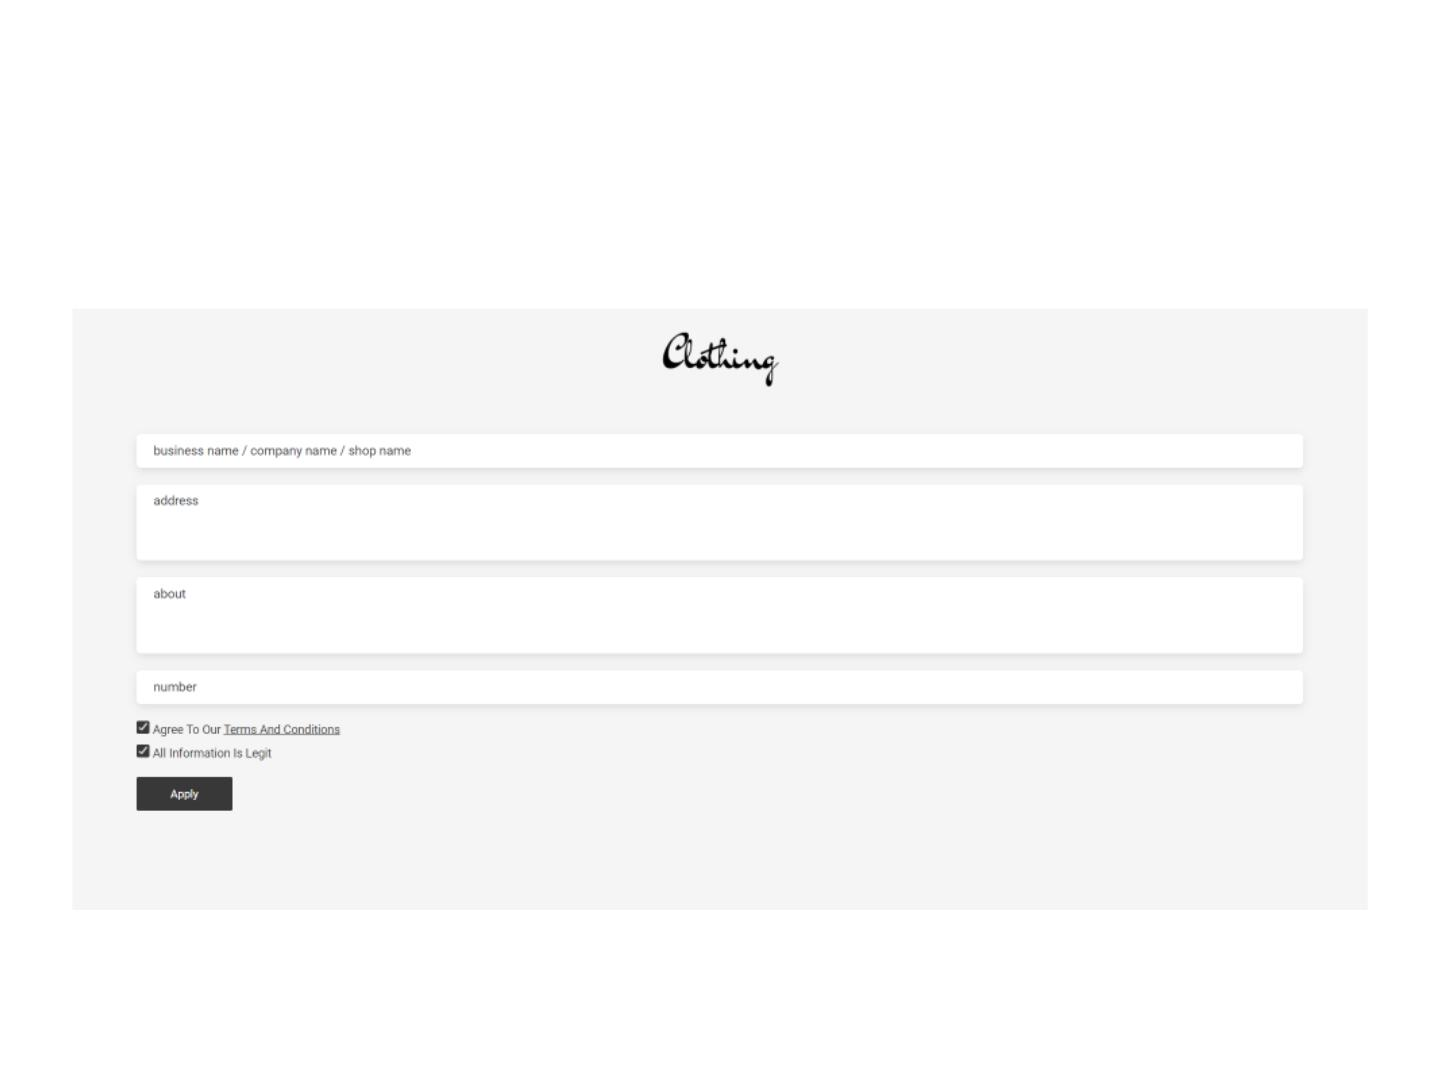 Clothing
business name / company name / shop name
address
about
number
Agree To Our Terms And Conditions
All Information Is Legit
Apply